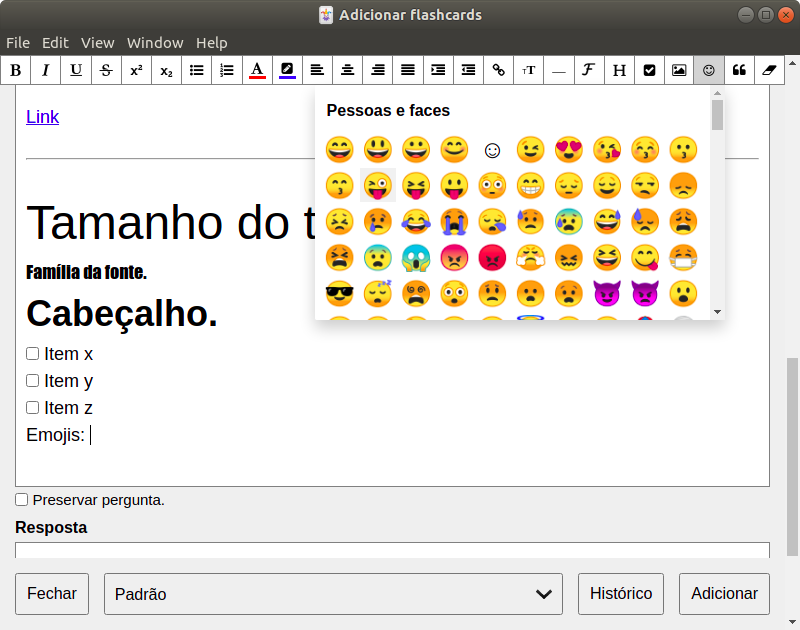 Adicionar flashcards
File Edit View Window Help
B I U S x² x₂ A тT — F H
Link
Pessoas e faces
Tamanho do t
Família da fonte.
Cabeçalho.
Item x
Item y
Item z
Emojis:
Preservar pergunta.
Resposta
Fechar Padrão Histórico Adicionar